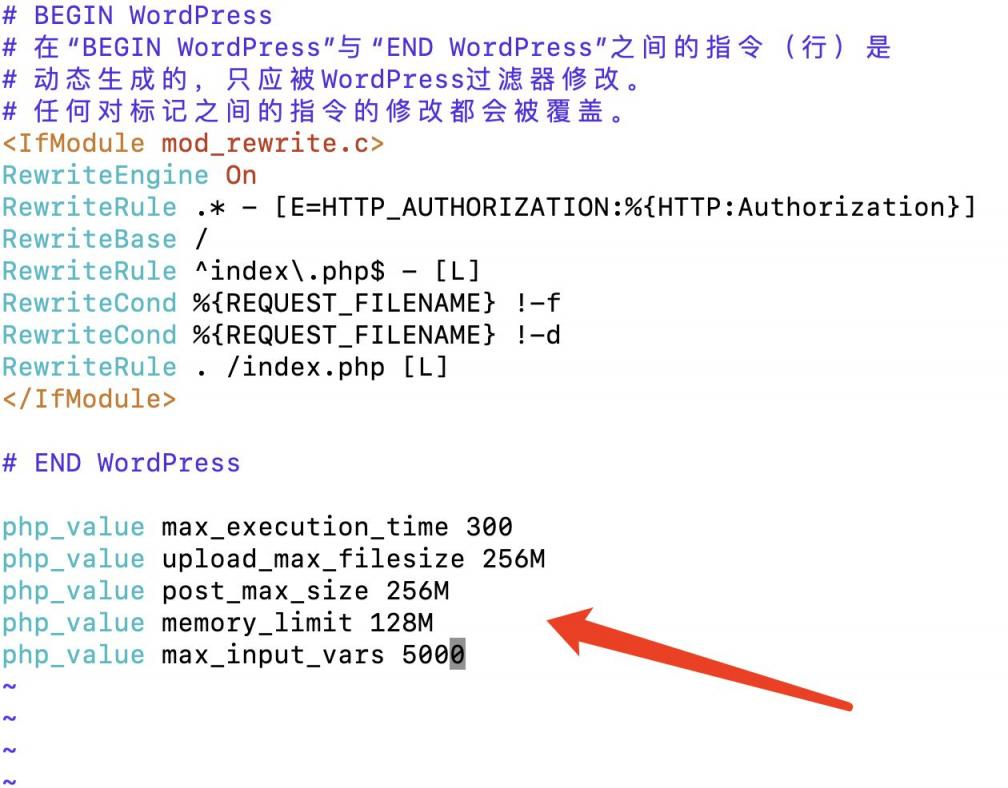 # BEGIN WordPress
# 在“BEGIN WordPress”与“END WordPress”之间的指令（行）是
# 动态生成的，只应被WordPress过滤器修改。
# 任何对标记之间的指令的修改都会被覆盖。
<IfModule mod_rewrite.c>
RewriteEngine On
RewriteRule .* - [E=HTTP_AUTHORIZATION:%{HTTP:Authorization}]
RewriteBase /
RewriteRule ^index\.php$ - [L]
RewriteCond %{REQUEST_FILENAME} !-f
RewriteCond %{REQUEST_FILENAME} !-d
RewriteRule . /index.php [L]
</IfModule>
# END WordPress
php_value max_execution_time 300
php_value upload_max_filesize 256M
php_value post_max_size 256M
php_value memory_limit 128M
php_value max_input_vars 5000
~
~
~
~